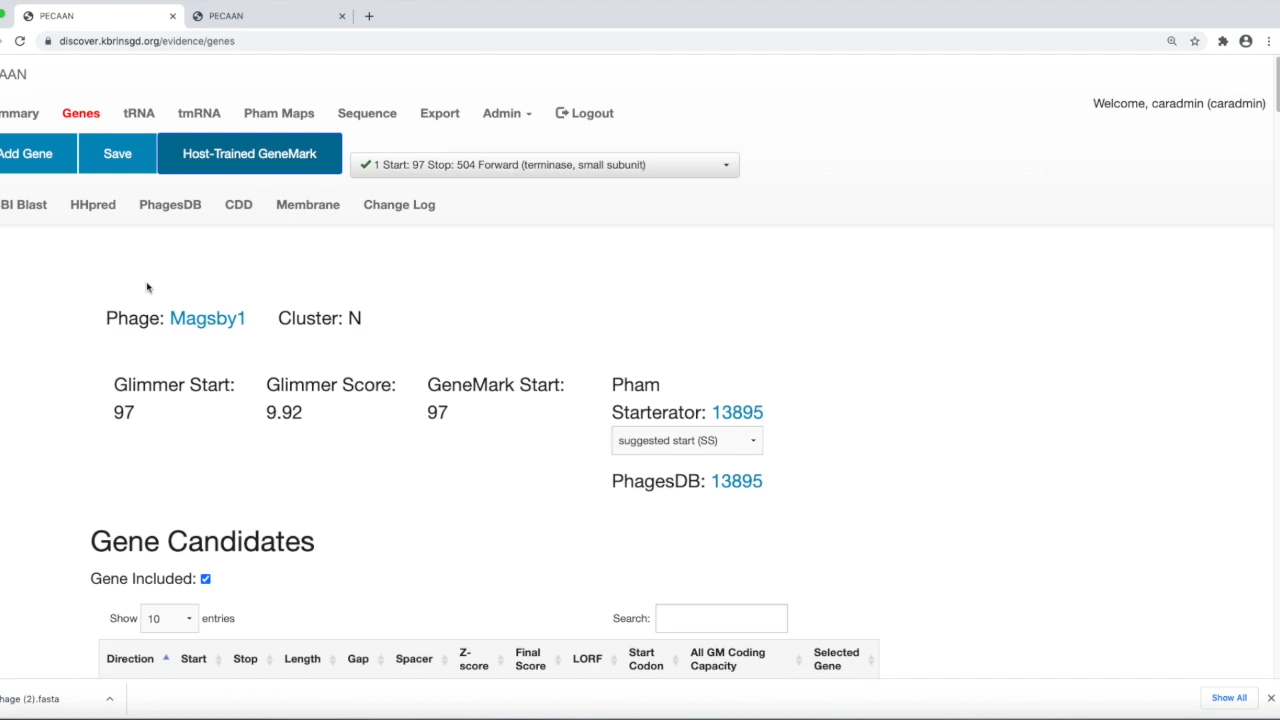 PECAAN
PECAAN
discover.kbrinsgd.org/evidence/genes
AAN
Welcome, caradmin (caradmin)
mmary Genes tRNA tmRNA Pham Maps Sequence Export Admin Logout
Add Gene Save Host-Trained GeneMark 1 Start: 97 Stop: 504 Forward (terminase, small subunit)
BI Blast HHpred PhagesDB CDD Membrane Change Log
Phage: Magsby1 Cluster: N
Glimmer Start: Glimmer Score: GeneMark Start: Pham
97 9.92 97 Starterator: 13895
suggested start (SS)
PhagesDB: 13895
Gene Candidates
Gene Included:
Show 10 entries Search:
Direction Start Stop Length Gap Spacer Z-score Final Score LORF Start Codon All GM Coding Capacity Selected Gene
hage (2).fasta Show All